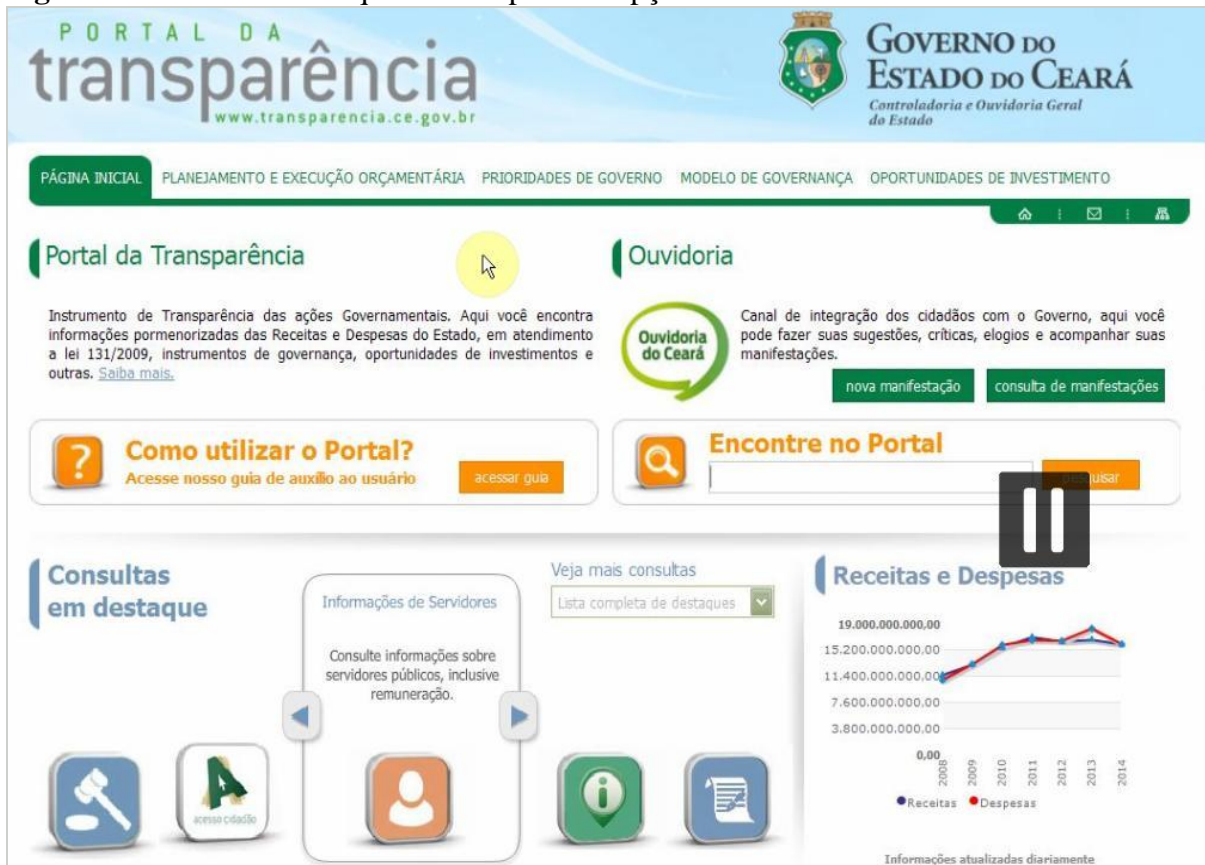 PORTAL DA
transparência
www.transparencia.ce.gov.br
GOVERNO DO
ESTADO DO CEARÁ
Controladoria e Ouvidoria Geral
do Estado
PÁGINA INICIAL PLANEJAMENTO E EXECUÇÃO ORÇAMENTÁRIA PRIORIDADES DE GOVERNO MODELO DE GOVERNANÇA OPORTUNIDADES DE INVESTIMENTO
Portal da Transparência
Instrumento de Transparência das ações Governamentais. Aqui você encontra
informações pormenorizadas das Receitas e Despesas do Estado, em atendimento
a lei 131/2009, instrumentos de governança, oportunidades de investimentos e
outras. Saiba mais.
Ouvidoria
Ouvidoria
do Ceará
Canal de integração dos cidadãos com o Governo, aqui você
pode fazer suas sugestões, críticas, elogios e acompanhar suas
manifestações.
nova manifestação consulta de manifestações
?
Como utilizar o Portal?
Acesse nosso guia de auxílio ao usuário
acessar guia
Encontre no Portal
pesquisar
Consultas
em destaque
Informações de Servidores
Consulte informações sobre
servidores públicos, inclusive
remuneração.
Veja mais consultas
Lista completa de destaques
acesso cidadão
Receitas e Despesas
19.000.000.000,00
15.200.000.000,00
11.400.000.000,00
7.600.000.000,00
3.800.000.000,00
0,00
2008 2009 2010 2011 2012 2013 2014
Receitas Despesas
Informações atualizadas diariamente